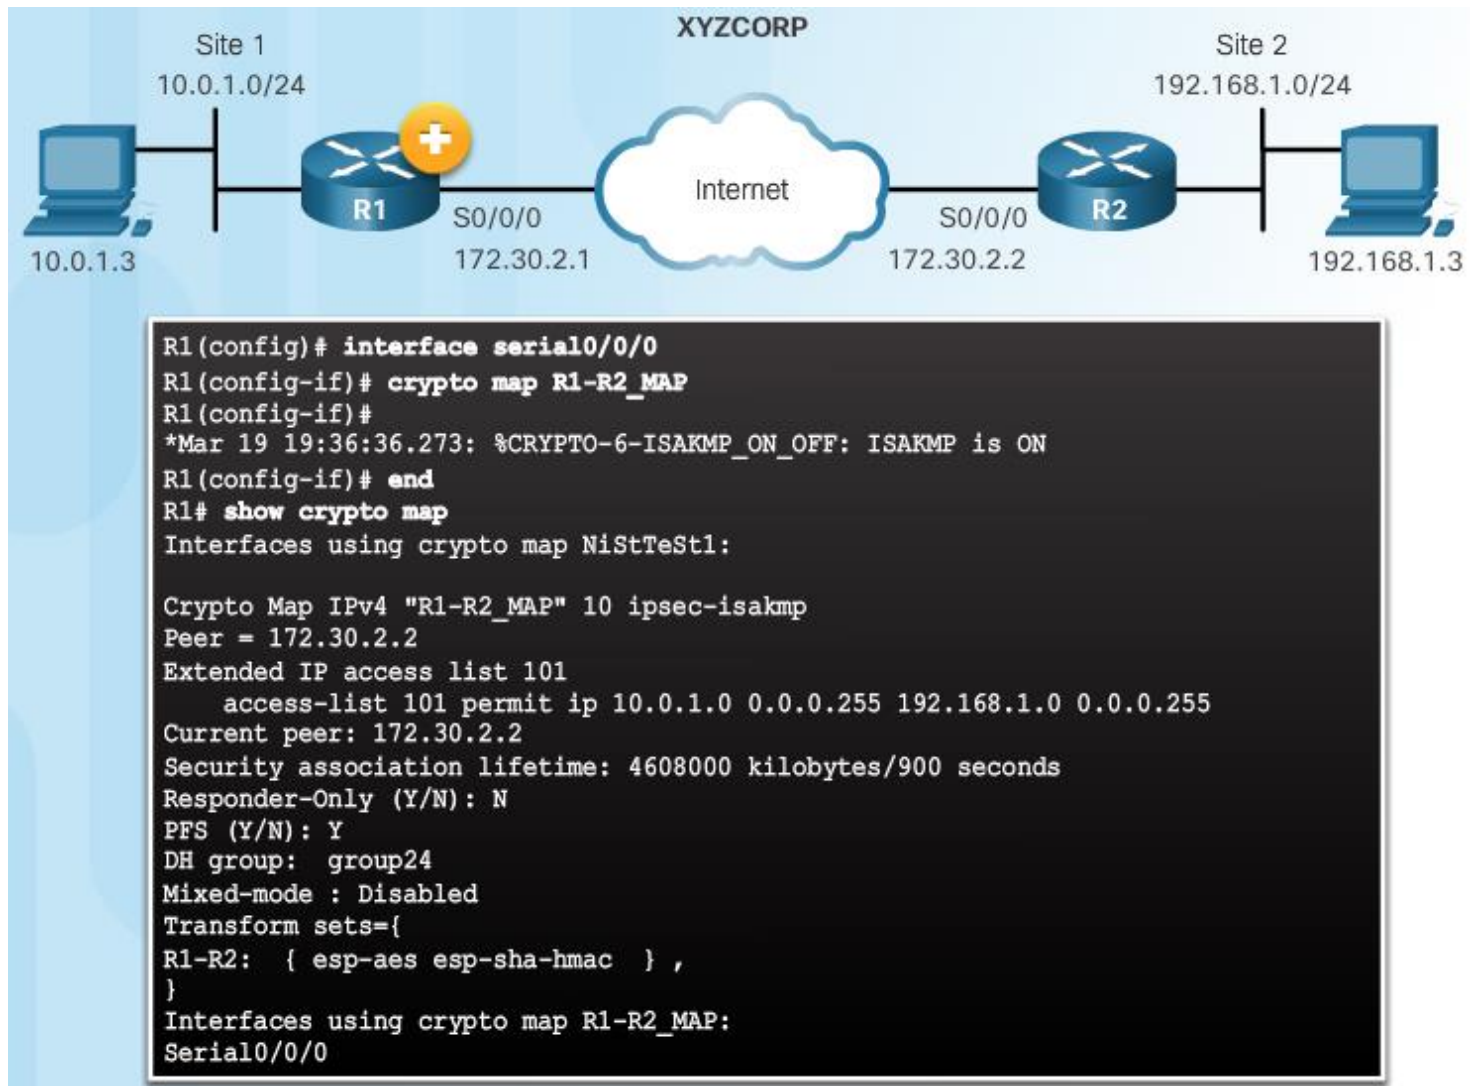 XYZCORP
Site 1
10.0.1.0/24
Site 2
192.168.1.0/24
R1
Internet
R2
S0/0/0
172.30.2.1
S0/0/0
172.30.2.2
10.0.1.3
192.168.1.3
R1(config)# interface serial0/0/0
R1(config-if)# crypto map R1-R2_MAP
R1(config-if)#
*Mar 19 19:36:36.273: %CRYPTO-6-ISAKMP_ON_OFF: ISAKMP is ON
R1(config-if)# end
R1# show crypto map
Interfaces using crypto map NiStTeSt1:
Crypto Map IPv4 "R1-R2_MAP" 10 ipsec-isakmp
Peer = 172.30.2.2
Extended IP access list 101
    access-list 101 permit ip 10.0.1.0 0.0.0.255 192.168.1.0 0.0.0.255
Current peer: 172.30.2.2
Security association lifetime: 4608000 kilobytes/900 seconds
Responder-Only (Y/N): N
PFS (Y/N): Y
DH group:  group24
Mixed-mode : Disabled
Transform sets={
R1-R2:  { esp-aes esp-sha-hmac  } ,
}
Interfaces using crypto map R1-R2_MAP:
Serial0/0/0